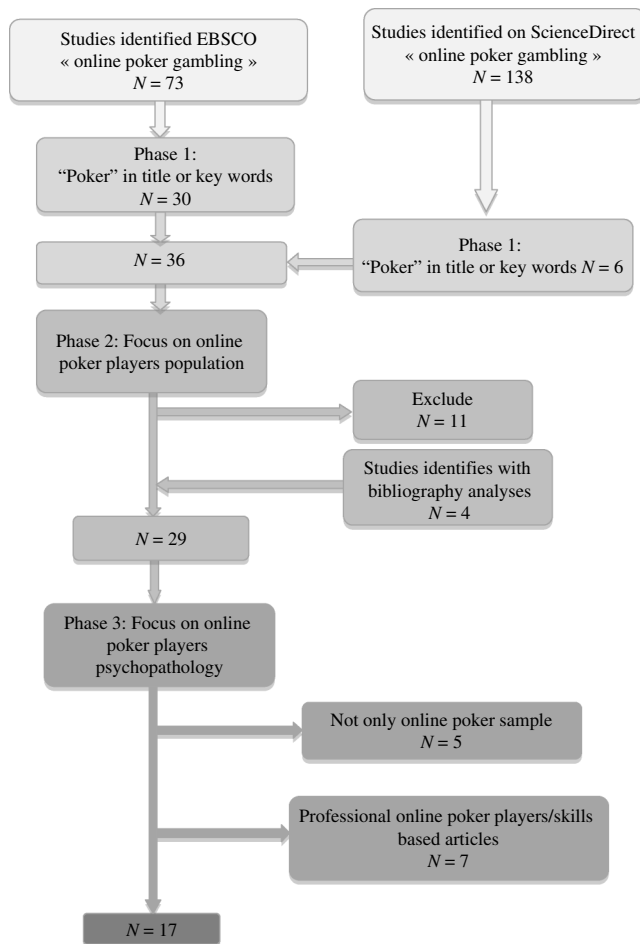 Studies identified EBSCO
« online poker gambling »
N = 73
Studies identified on ScienceDirect
« online poker gambling »
N = 138
Phase 1:
“Poker” in title or key words
N = 30
N = 36
Phase 1:
“Poker” in title or key words N = 6
Phase 2: Focus on online
poker players population
Exclude
N = 11
Studies identifies with
bibliography analyses
N = 4
N = 29
Phase 3: Focus on online
poker players
psychopathology
Not only online poker sample
N = 5
Professional online poker players/skills
based articles
N = 7
N = 17